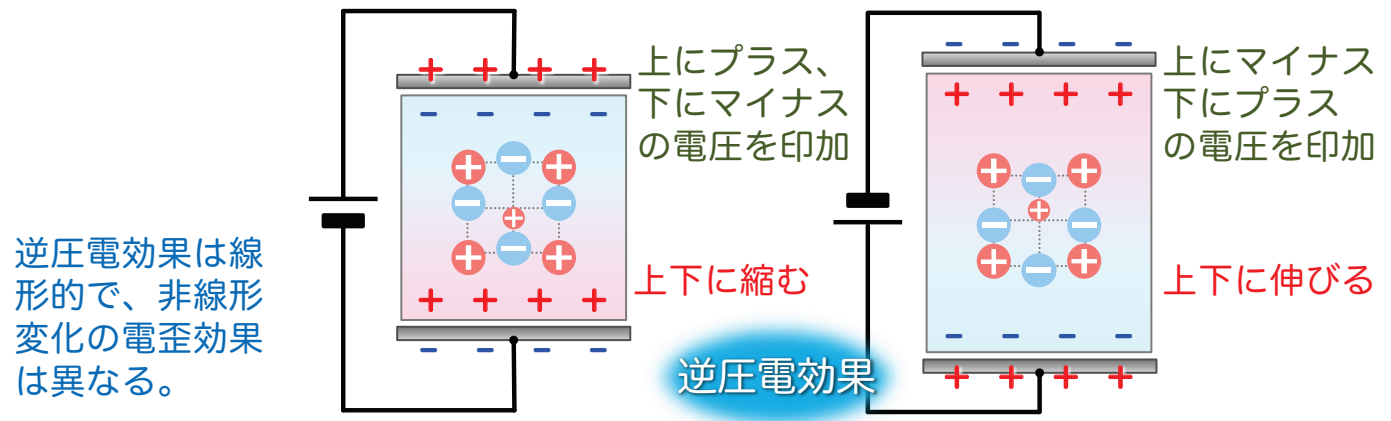 上にプラス、
下にマイナス
の電圧を印加
上にマイナス
下にプラス
の電圧を印加
逆圧電効果は線
形的で、非線形
変化の電歪効果
は異なる。
上下に縮む
上下に伸びる
逆圧電効果